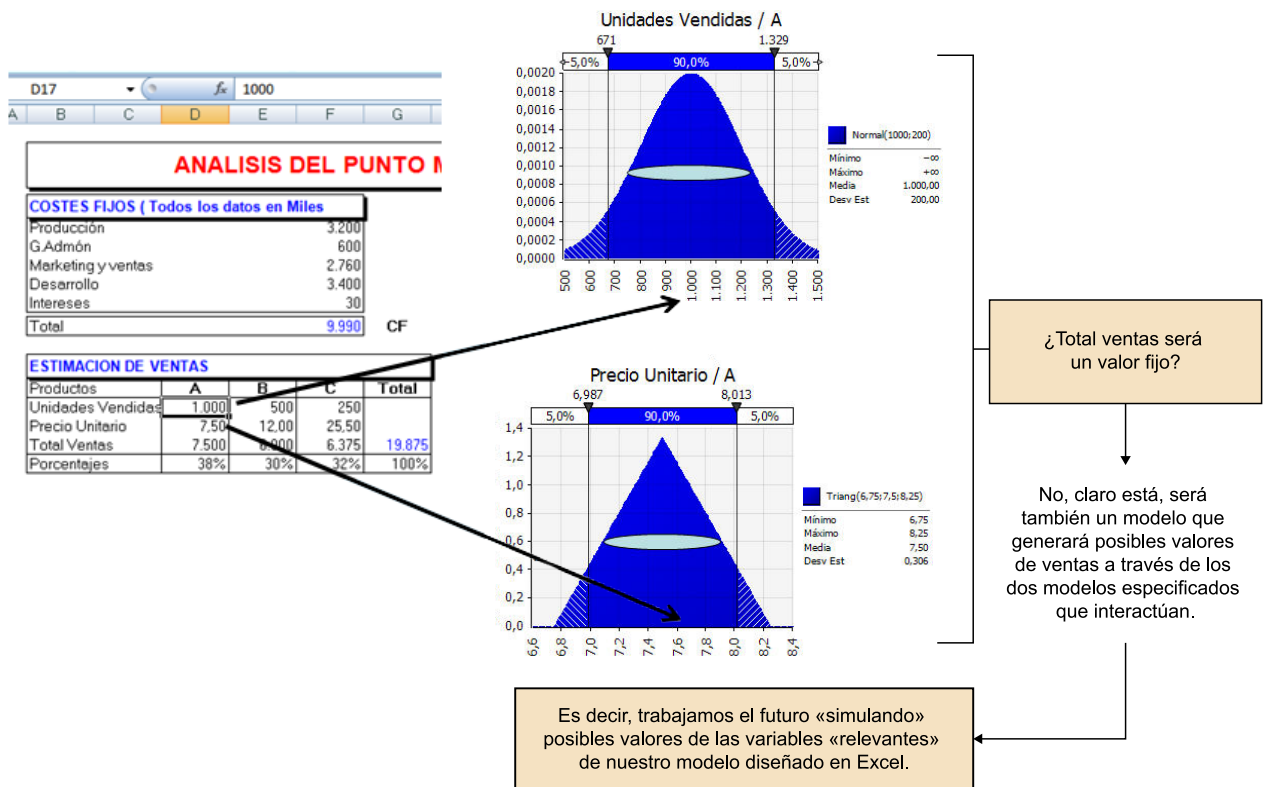 D17 fx 1000
A B C D E F G
ANALISIS DEL PUNTO
COSTES FIJOS ( Todos los datos en Miles
Producción 3.200
G.Admón 600
Marketing y ventas 2.760
Desarrollo 3.400
Intereses 30
Total 9.990 CF
ESTIMACION DE VENTAS
Productos A B C Total
Unidades Vendidas 1.000 500 250
Precio Unitario 7,50 12,00 25,50
Total Ventas 7.500 6.375 19.875
Porcentajes 38% 30% 32% 100%
Unidades Vendidas / A
671 1.329
5,0% 90,0% 5,0%
0,0020
0,0018
0,0016
0,0014
0,0012
0,0010
0,0008
0,0006
0,0004
0,0002
0,0000
500 600 700 800 900 1.000 1.100 1.200 1.300 1.400 1.500
Normal(1000;200)
Mínimo −∞
Máximo +∞
Media 1.000,00
Desv Est 200,00
Precio Unitario / A
6,987 8,013
5,0% 90,0% 5,0%
1,4
1,2
1,0
0,8
0,6
0,4
0,2
0,0
6,6 6,8 7,0 7,2 7,4 7,6 7,8 8,0 8,2 8,4
Triang(6,75;7,5;8,25)
Mínimo 6,75
Máximo 8,25
Media 7,50
Desv Est 0,306
¿Total ventas será
un valor fijo?
No, claro está, será
también un modelo que
generará posibles valores
de ventas a través de los
dos modelos especificados
que interactúan.
Es decir, trabajamos el futuro «simulando»
posibles valores de las variables «relevantes»
de nuestro modelo diseñado en Excel.